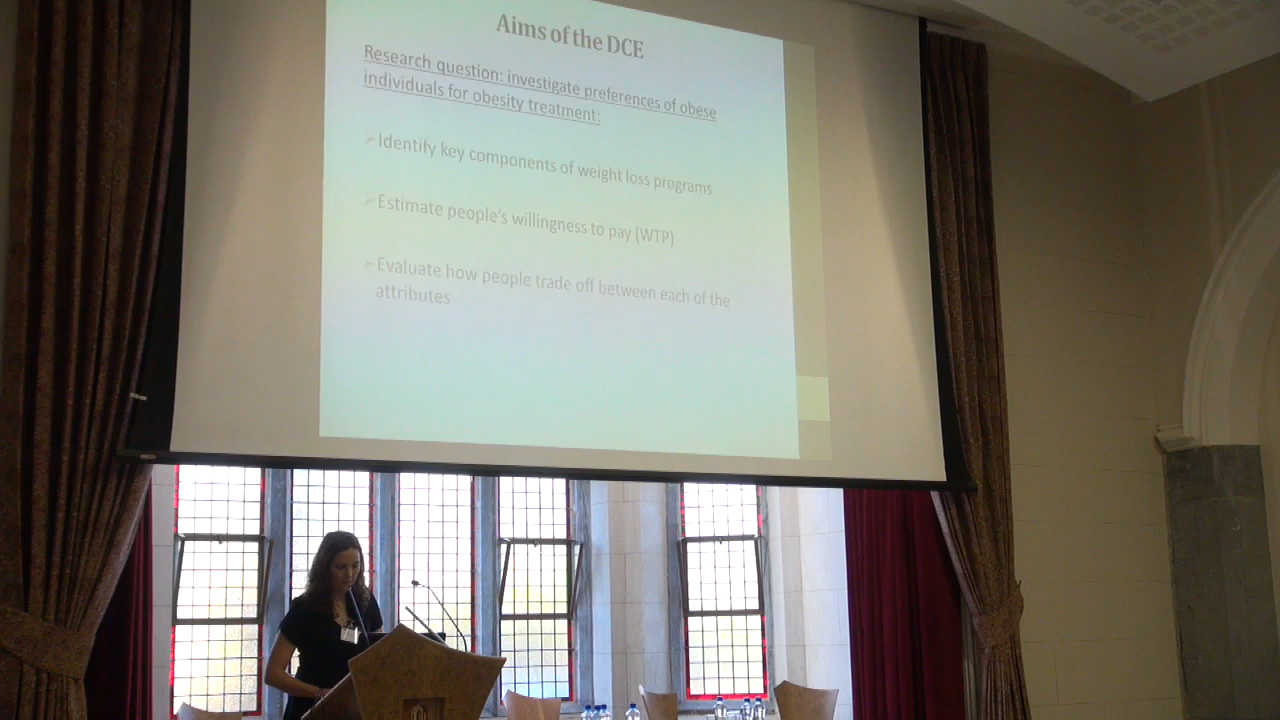 Aims of the DCE
Research question: investigate preferences of obese
individuals for obesity treatment:
➢Identify key components of weight loss programs
➢Estimate people's willingness to pay (WTP)
➢Evaluate how people trade off between each of the
attributes